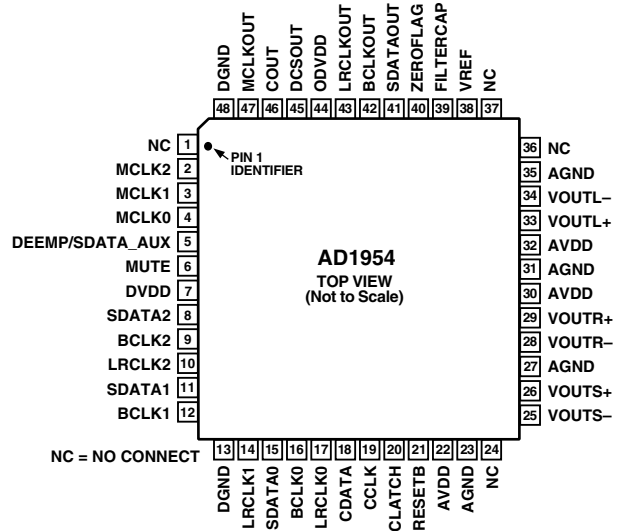 DGND
MCLKOUT
COUT
DCSOUT
ODVDD
LRCLKOUT
BCLKOUT
SDATAOUT
ZEROFLAG
FILTERCAP
VREF
NC
48 47 46 45 44 43 42 41 40 39 38 37
NC 1
MCLK2 2
MCLK1 3
MCLK0 4
DEEMP/SDATA_AUX 5
MUTE 6
DVDD 7
SDATA2 8
BCLK2 9
LRCLK2 10
SDATA1 11
BCLK1 12
PIN 1
IDENTIFIER
AD1954
TOP VIEW
(Not to Scale)
36 NC
35 AGND
34 VOUTL–
33 VOUTL+
32 AVDD
31 AGND
30 AVDD
29 VOUTR+
28 VOUTR–
27 AGND
26 VOUTS+
25 VOUTS–
NC = NO CONNECT
13 14 15 16 17 18 19 20 21 22 23 24
DGND
LRCLK1
SDATA0
BCLK0
LRCLK0
CDATA
CCLK
CLATCH
RESETB
AVDD
AGND
NC